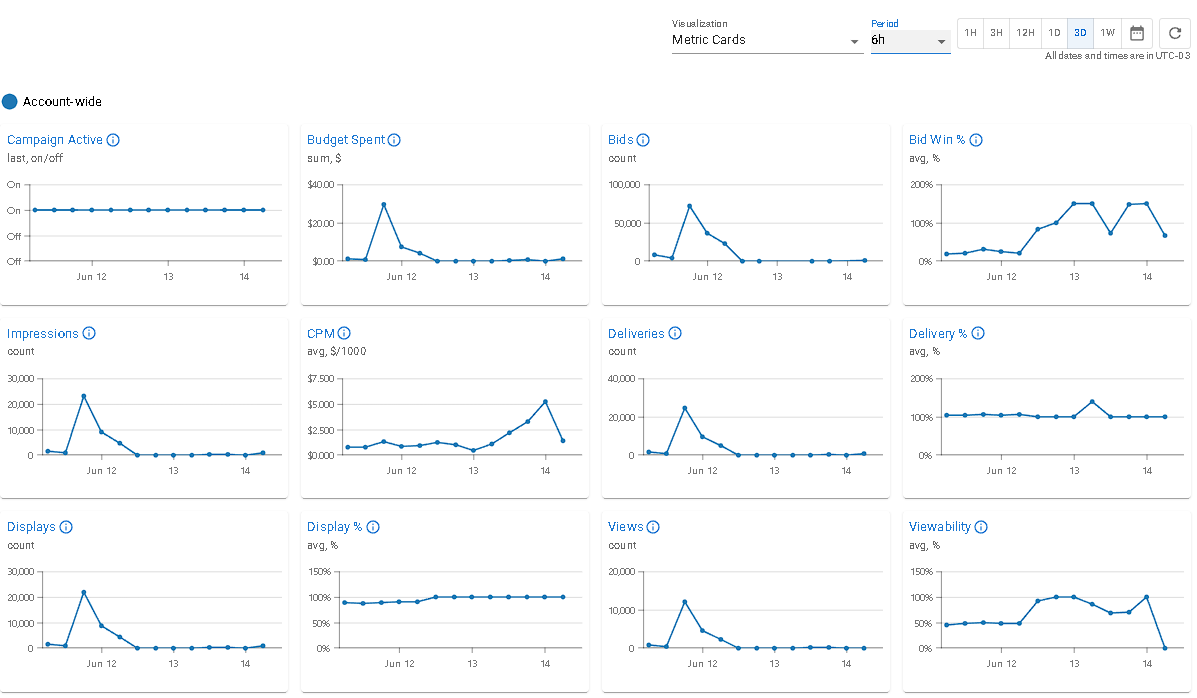 Visualization
Metric Cards
Period
6h
1H 3H 12H 1D 3D 1W
All dates and times are in UTC-03
Account-wide
Campaign Active
last, on/off
On
On
Off
Off
Jun 12 13 14
Budget Spent
sum, $
$40.00
$20.00
$0.00
Jun 12 13 14
Bids
count
100,000
50,000
0
Jun 12 13 14
Bid Win %
avg, %
200%
100%
0%
Jun 12 13 14
Impressions
count
30,000
20,000
10,000
0
Jun 12 13 14
CPM
avg, $/1000
$7.500
$5.000
$2.500
$0.000
Jun 12 13 14
Deliveries
count
40,000
20,000
0
Jun 12 13 14
Delivery %
avg, %
200%
100%
0%
Jun 12 13 14
Displays
count
30,000
20,000
10,000
0
Jun 12 13 14
Display %
avg, %
150%
100%
50%
0%
Jun 12 13 14
Views
count
20,000
10,000
0
Jun 12 13 14
Viewability
avg, %
150%
100%
50%
0%
Jun 12 13 14